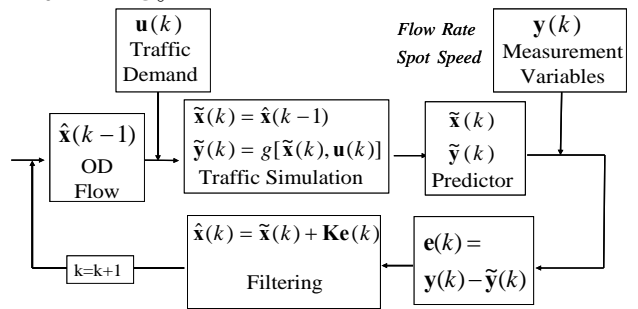 u(k)
Traffic
Demand
Flow Rate
Spot Speed
y(k)
Measurement
Variables
x̂(k−1)
OD
Flow
x̃(k) = x̂(k−1)
ỹ(k) = g[x̃(k), u(k)]
Traffic Simulation
x̃(k)
ỹ(k)
Predictor
k=k+1
x̂(k) = x̃(k) + Ke(k)
Filtering
e(k) =
y(k) − ỹ(k)